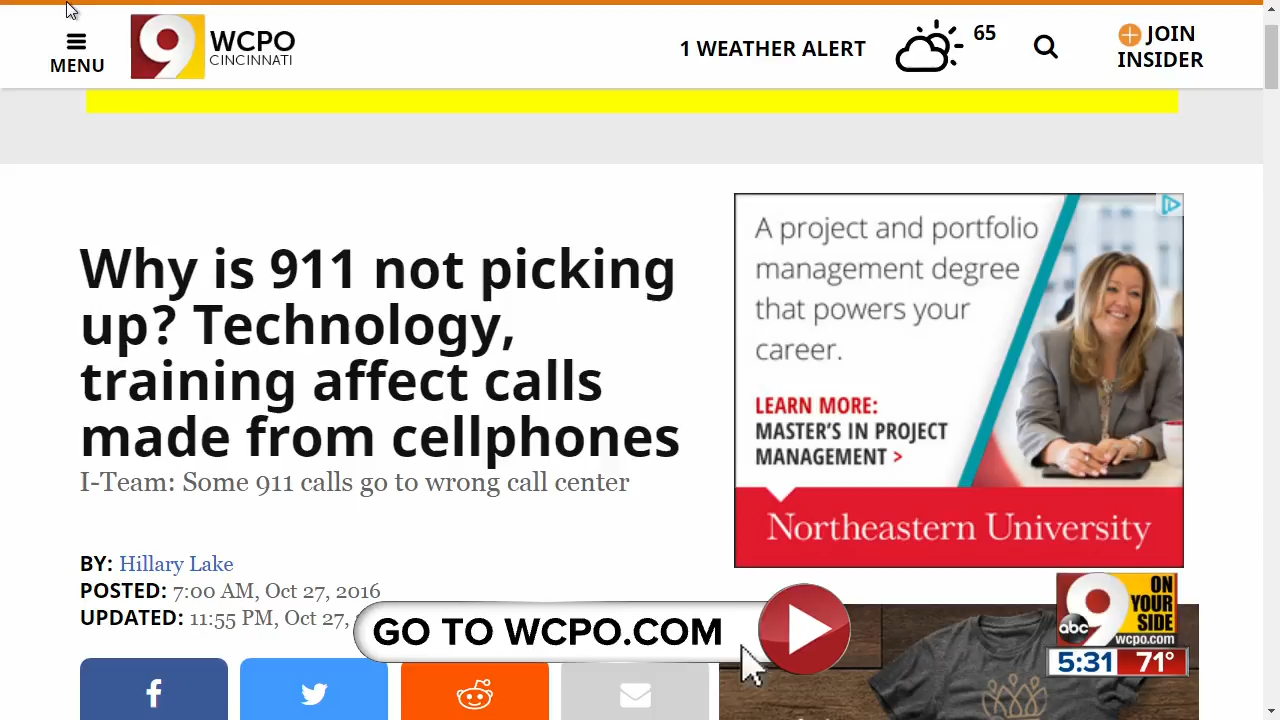 MENU
9 WCPO
CINCINNATI
1 WEATHER ALERT
65
JOIN
INSIDER
Why is 911 not picking
up? Technology,
training affect calls
made from cellphones
I-Team: Some 911 calls go to wrong call center
BY: Hillary Lake
POSTED: 7:00 AM, Oct 27, 2016
UPDATED: 11:55 PM, Oct 27,
A project and portfolio
management degree
that powers your
career.
LEARN MORE:
MASTER'S IN PROJECT
MANAGEMENT >
Northeastern University
GO TO WCPO.COM
abc 9
ON
YOUR
SIDE
wcpo.com
5:31 71°